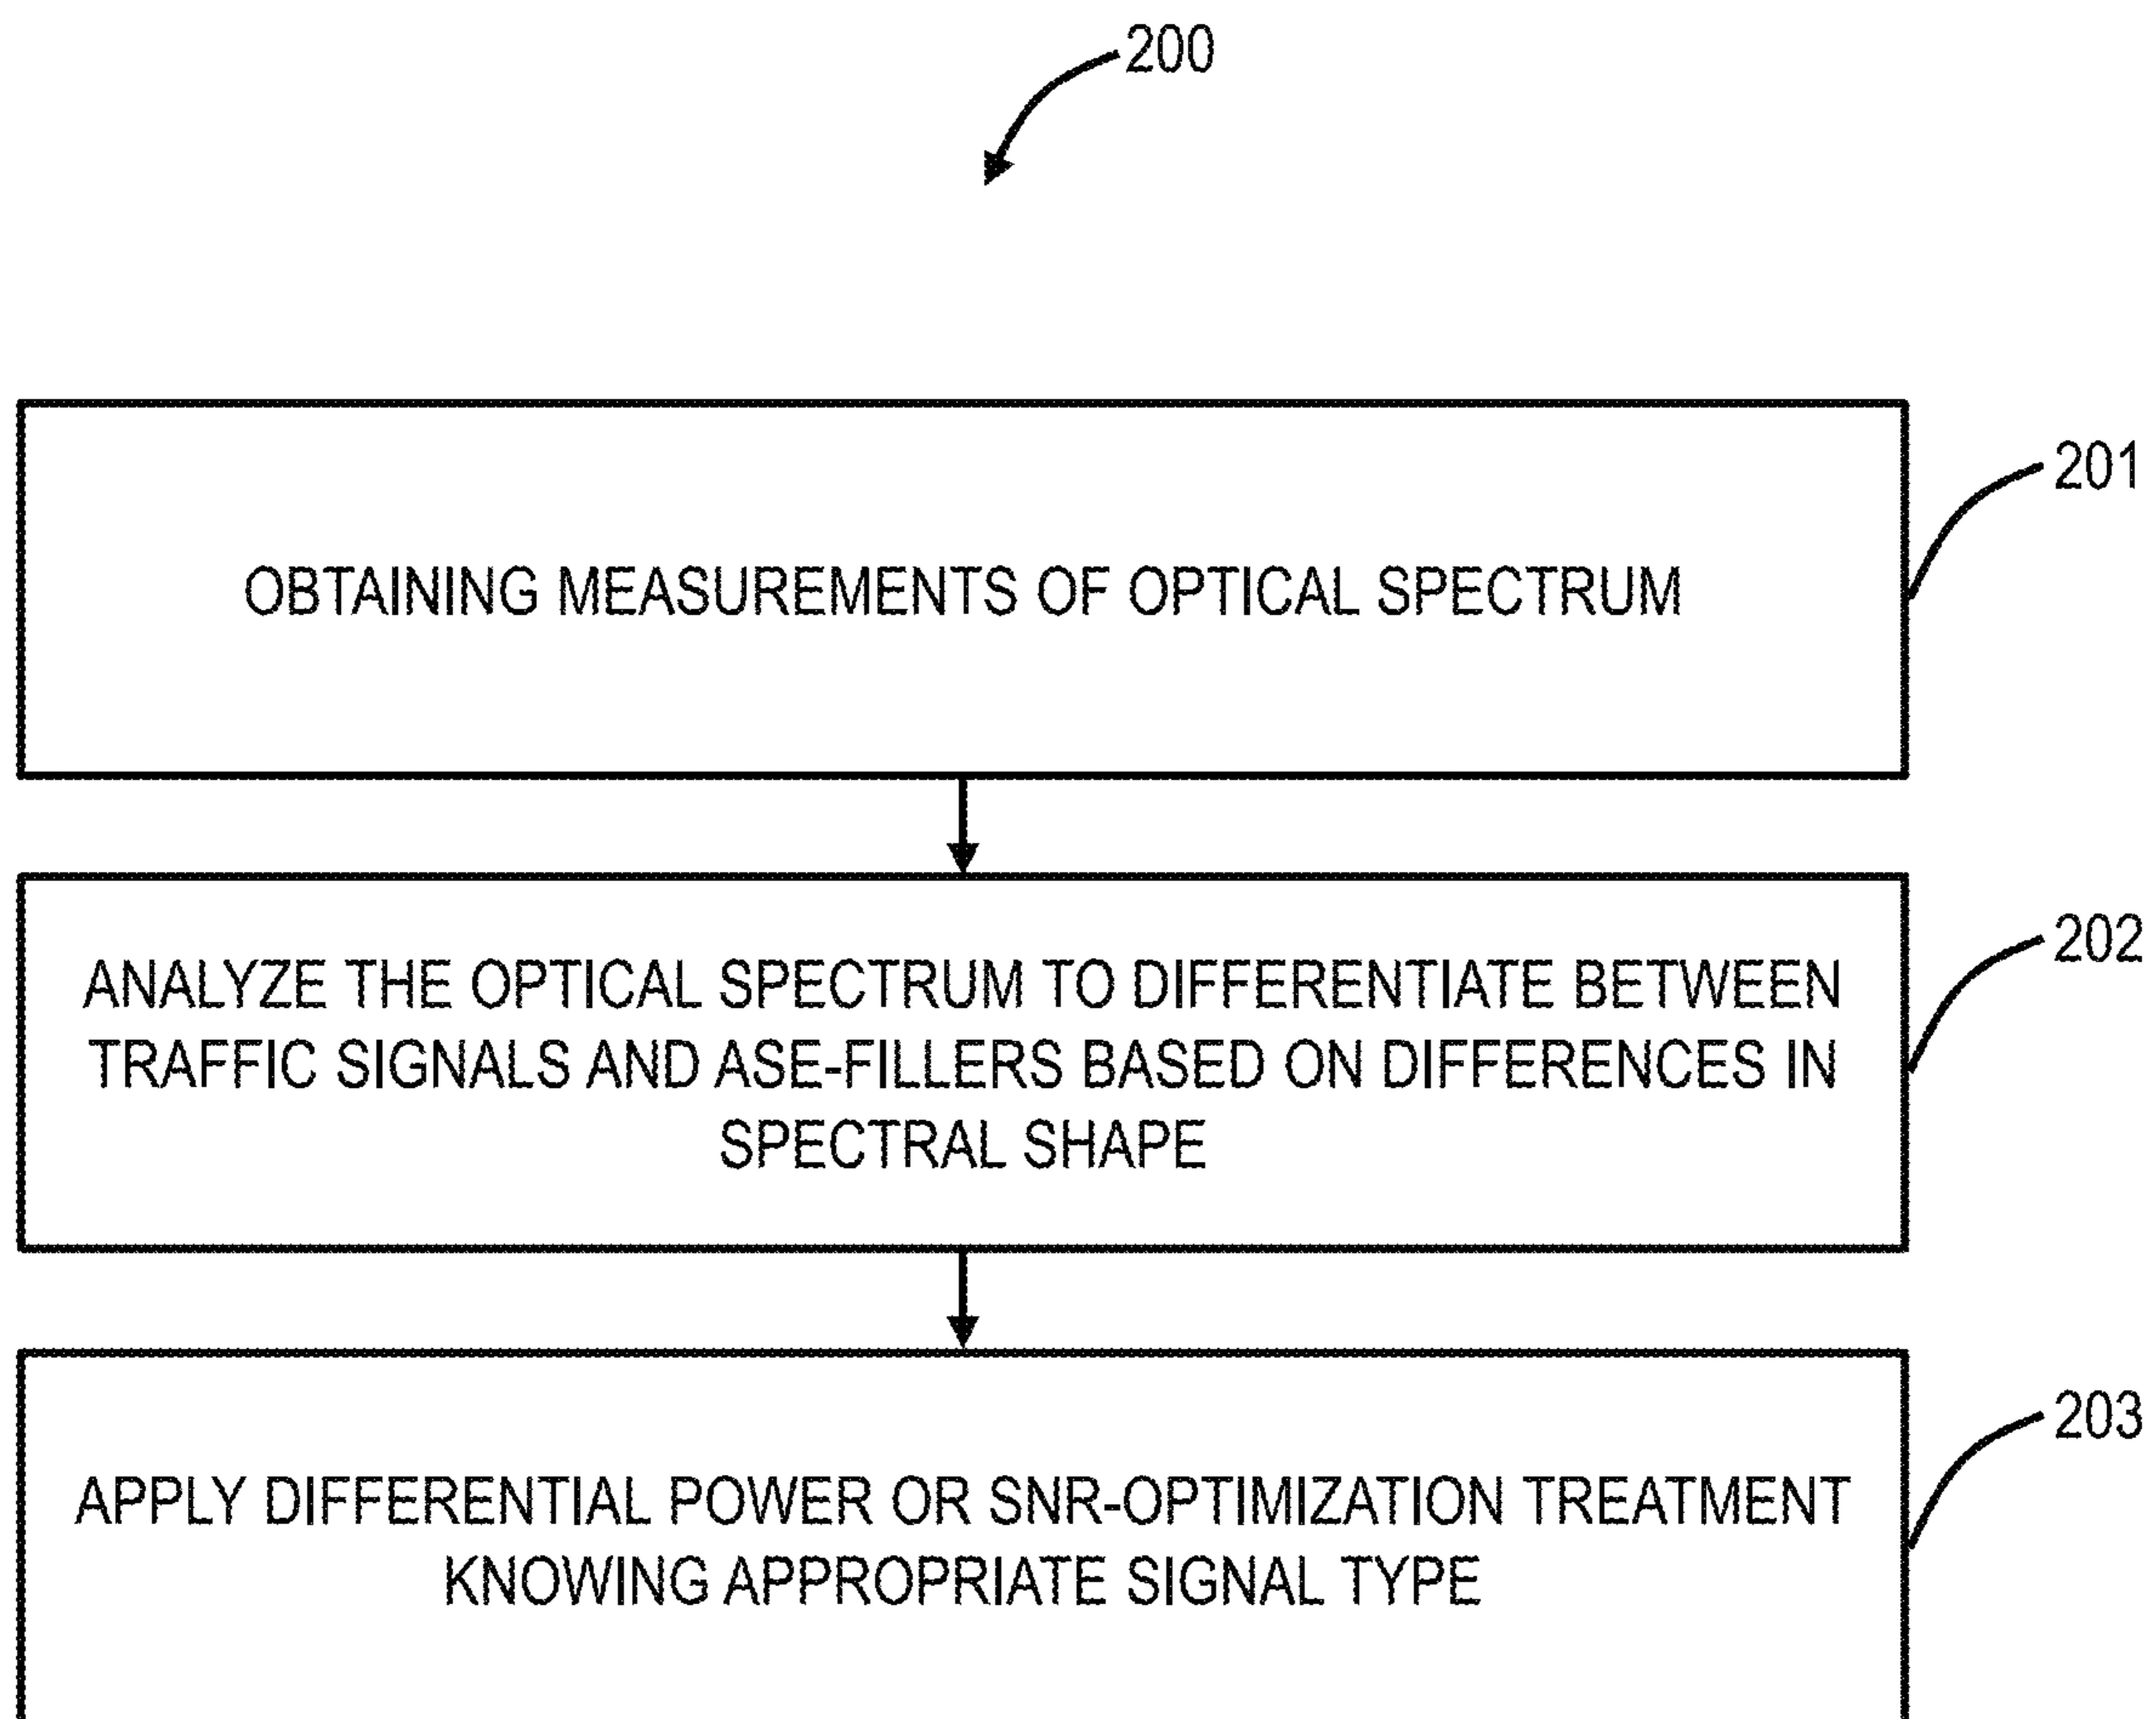 200
201
OBTAINING MEASUREMENTS OF OPTICAL SPECTRUM
202
ANALYZE THE OPTICAL SPECTRUM TO DIFFERENTIATE BETWEEN
TRAFFIC SIGNALS AND ASE-FILLERS BASED ON DIFFERENCES IN
SPECTRAL SHAPE
203
APPLY DIFFERENTIAL POWER OR SNR-OPTIMIZATION TREATMENT
KNOWING APPROPRIATE SIGNAL TYPE